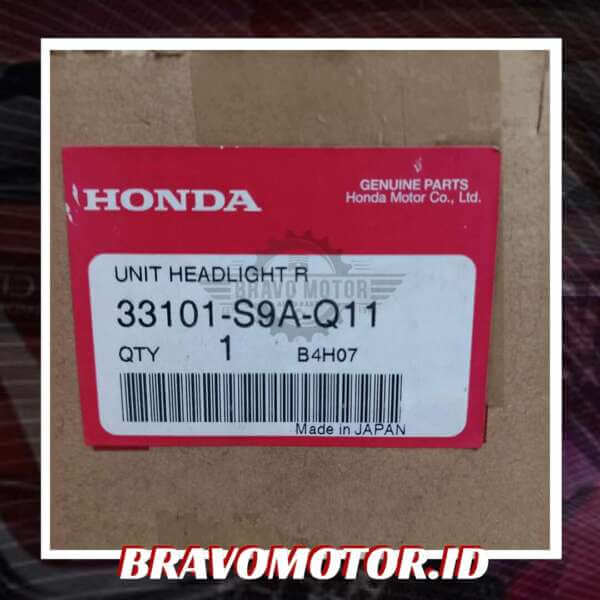 HONDA
GENUINE PARTS
Honda Motor Co., Ltd.
UNIT HEADLIGHT R
BRAVO MOTOR
33101-S9A-Q11
QTY 1 B4H07
Made in JAPAN
BRAVOMOTOR.ID